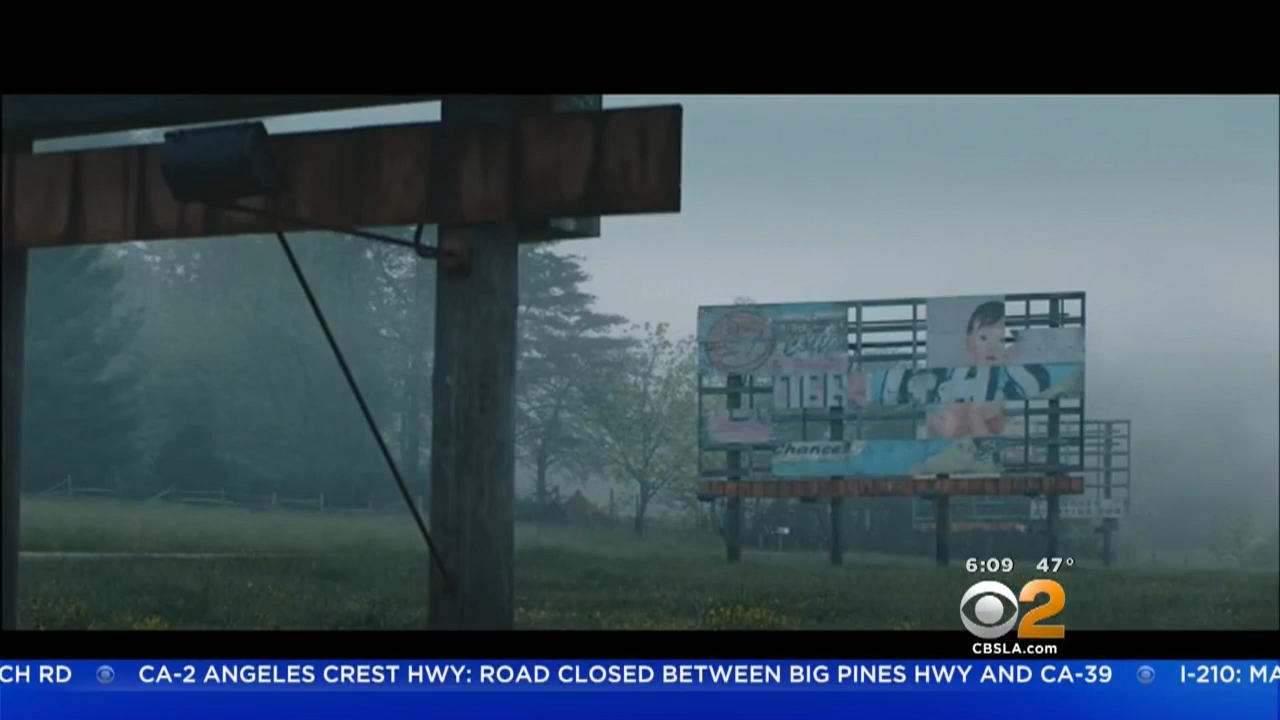 Chance
6:09 47°
2
CBSLA.com
CH RD CA-2 ANGELES CREST HWY: ROAD CLOSED BETWEEN BIG PINES HWY AND CA-39 I-210: MA